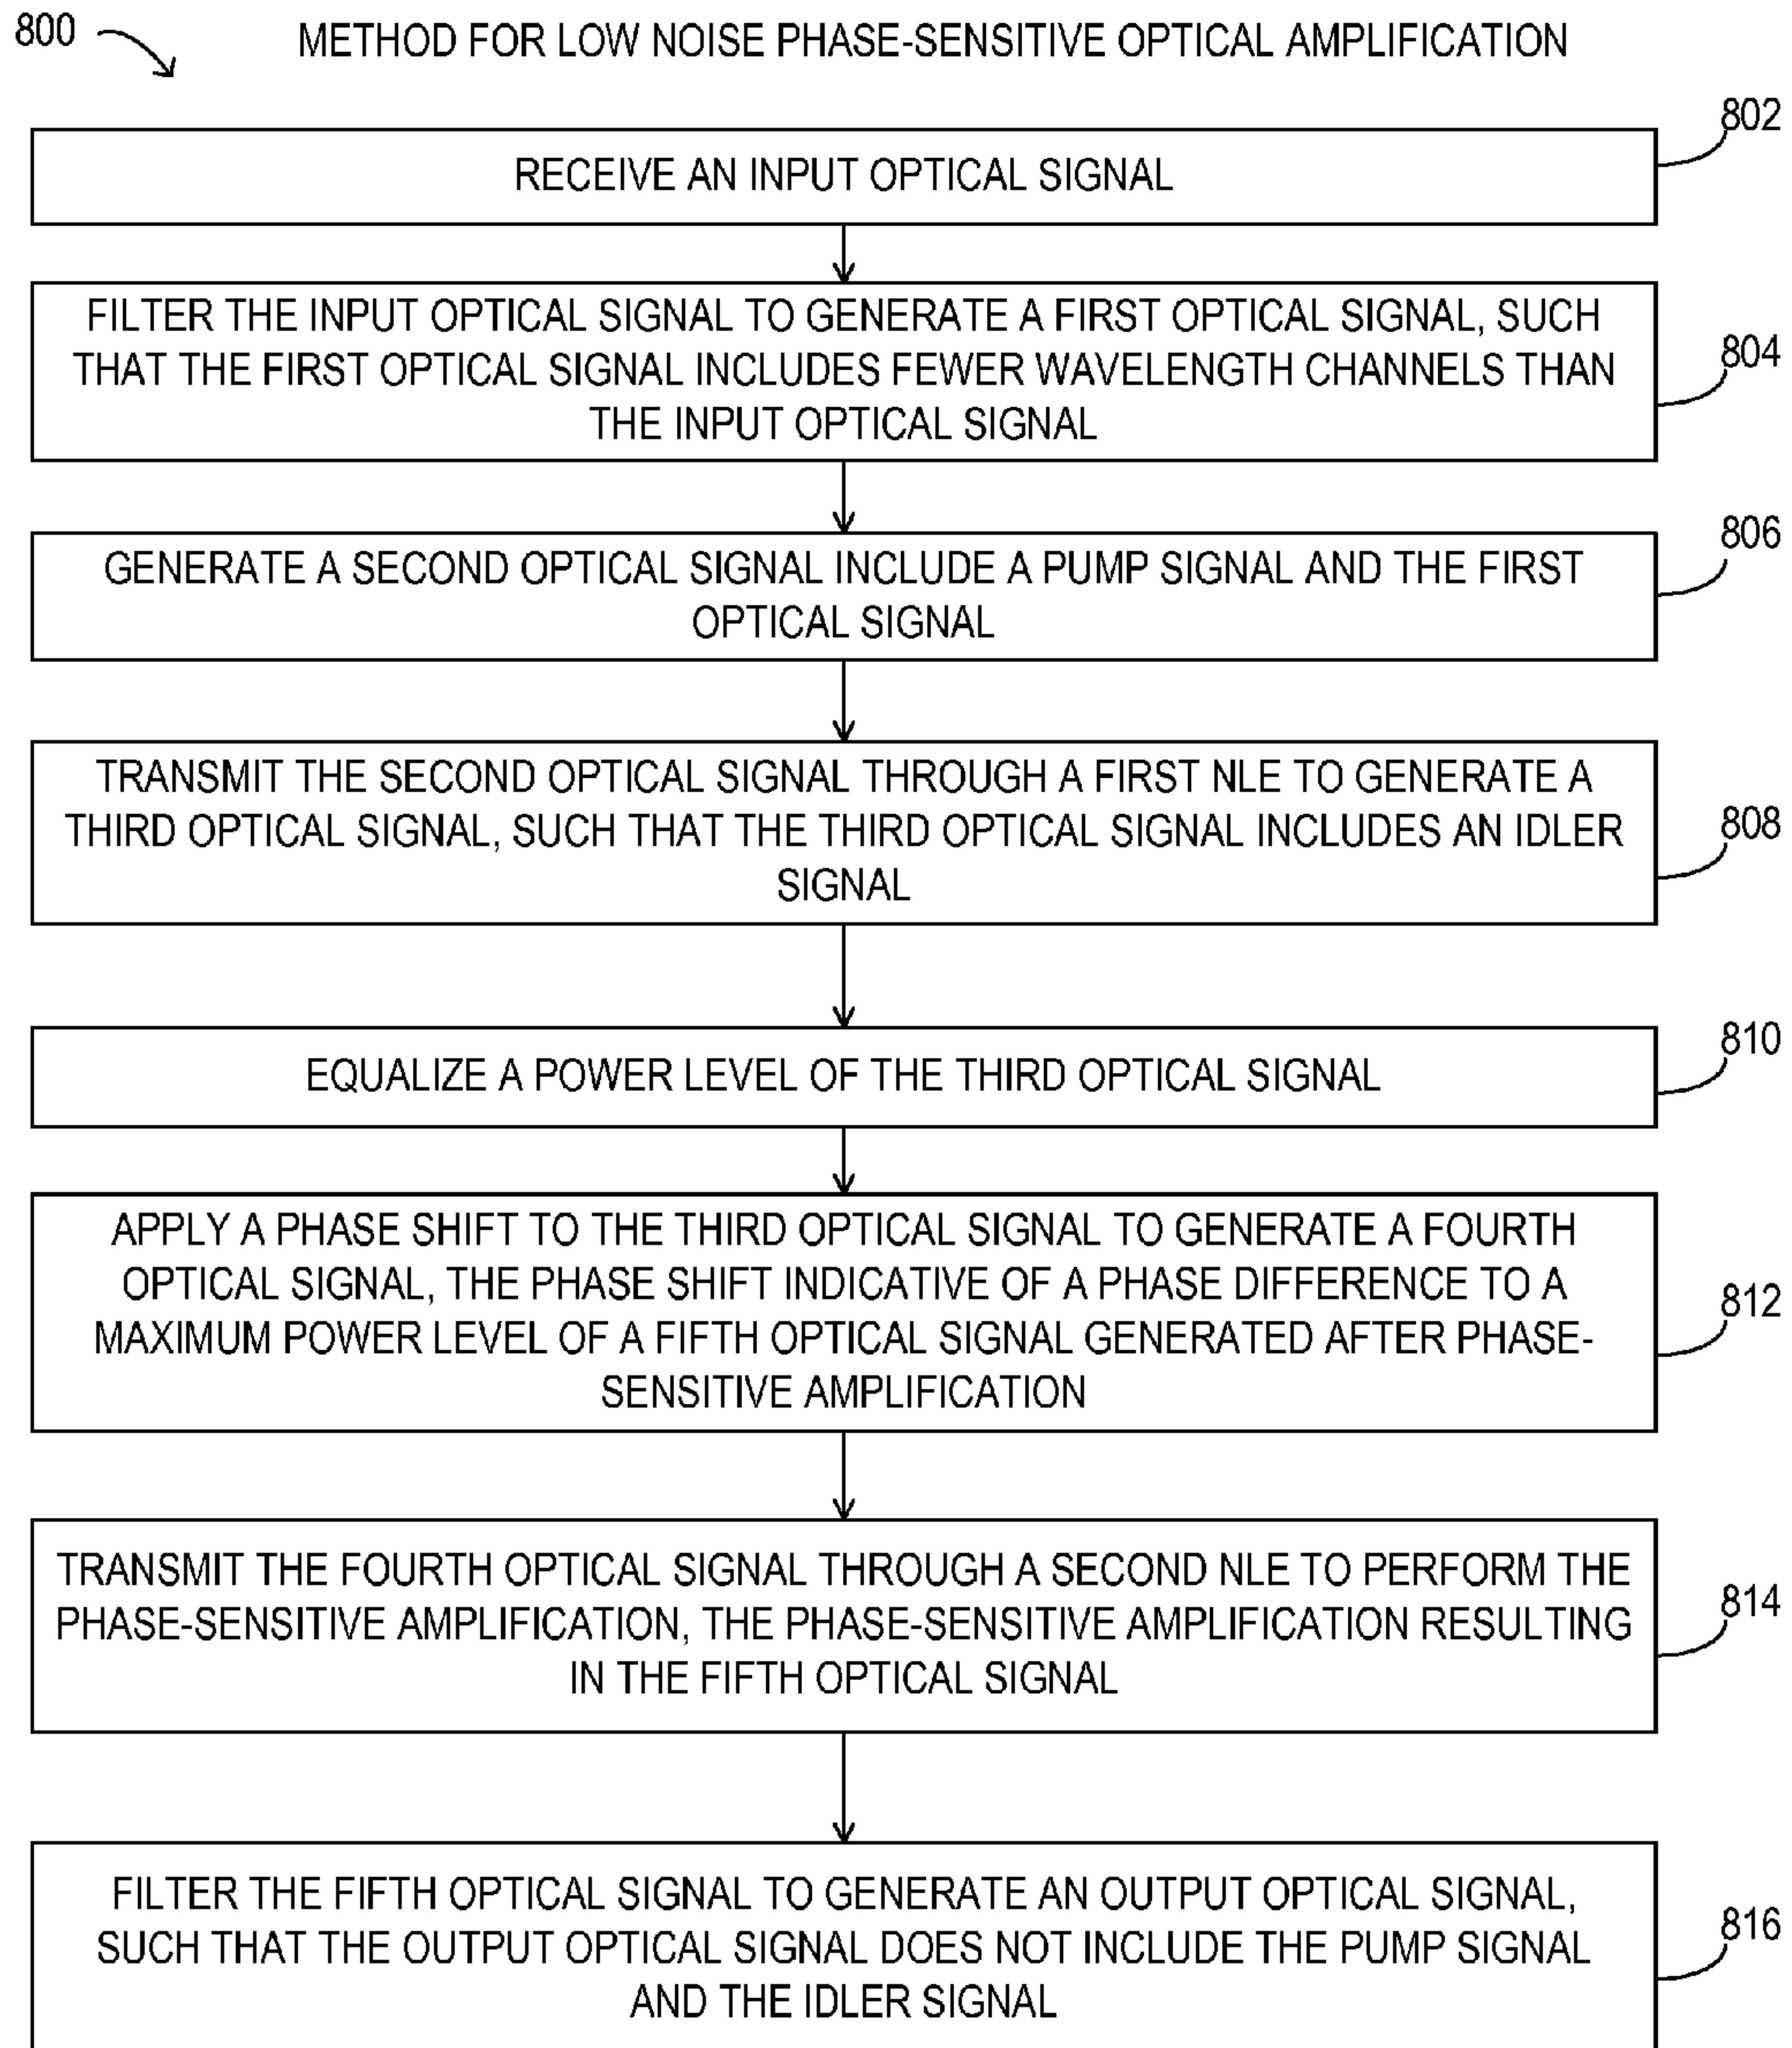 800
METHOD FOR LOW NOISE PHASE-SENSITIVE OPTICAL AMPLIFICATION
802
RECEIVE AN INPUT OPTICAL SIGNAL
FILTER THE INPUT OPTICAL SIGNAL TO GENERATE A FIRST OPTICAL SIGNAL, SUCH
THAT THE FIRST OPTICAL SIGNAL INCLUDES FEWER WAVELENGTH CHANNELS THAN
THE INPUT OPTICAL SIGNAL
804
806
GENERATE A SECOND OPTICAL SIGNAL INCLUDE A PUMP SIGNAL AND THE FIRST
OPTICAL SIGNAL
TRANSMIT THE SECOND OPTICAL SIGNAL THROUGH A FIRST NLE TO GENERATE A
THIRD OPTICAL SIGNAL, SUCH THAT THE THIRD OPTICAL SIGNAL INCLUDES AN IDLER
SIGNAL
808
810
EQUALIZE A POWER LEVEL OF THE THIRD OPTICAL SIGNAL
APPLY A PHASE SHIFT TO THE THIRD OPTICAL SIGNAL TO GENERATE A FOURTH
OPTICAL SIGNAL, THE PHASE SHIFT INDICATIVE OF A PHASE DIFFERENCE TO A
MAXIMUM POWER LEVEL OF A FIFTH OPTICAL SIGNAL GENERATED AFTER PHASE-
SENSITIVE AMPLIFICATION
812
TRANSMIT THE FOURTH OPTICAL SIGNAL THROUGH A SECOND NLE TO PERFORM THE
PHASE-SENSITIVE AMPLIFICATION, THE PHASE-SENSITIVE AMPLIFICATION RESULTING
IN THE FIFTH OPTICAL SIGNAL
814
FILTER THE FIFTH OPTICAL SIGNAL TO GENERATE AN OUTPUT OPTICAL SIGNAL,
SUCH THAT THE OUTPUT OPTICAL SIGNAL DOES NOT INCLUDE THE PUMP SIGNAL
AND THE IDLER SIGNAL
816